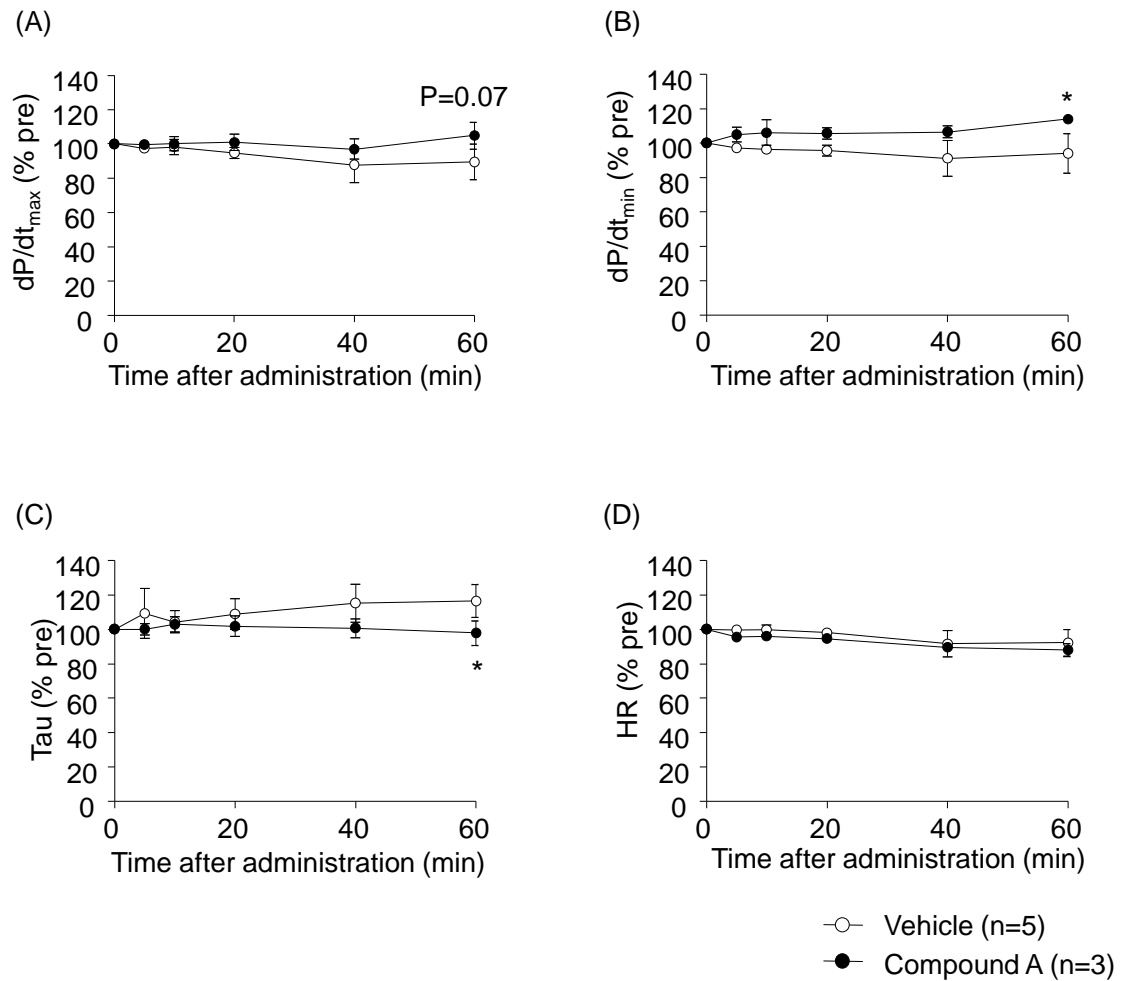 (A)
P=0.07
dP/dtmax (% pre)
140
120
100
80
60
40
20
0
0 20 40 60
Time after administration (min)
(B)
*
dP/dtmin (% pre)
140
120
100
80
60
40
20
0
0 20 40 60
Time after administration (min)
(C)
*
Tau (% pre)
140
120
100
80
60
40
20
0
0 20 40 60
Time after administration (min)
(D)
HR (% pre)
140
120
100
80
60
40
20
0
0 20 40 60
Time after administration (min)
Vehicle (n=5)
Compound A (n=3)